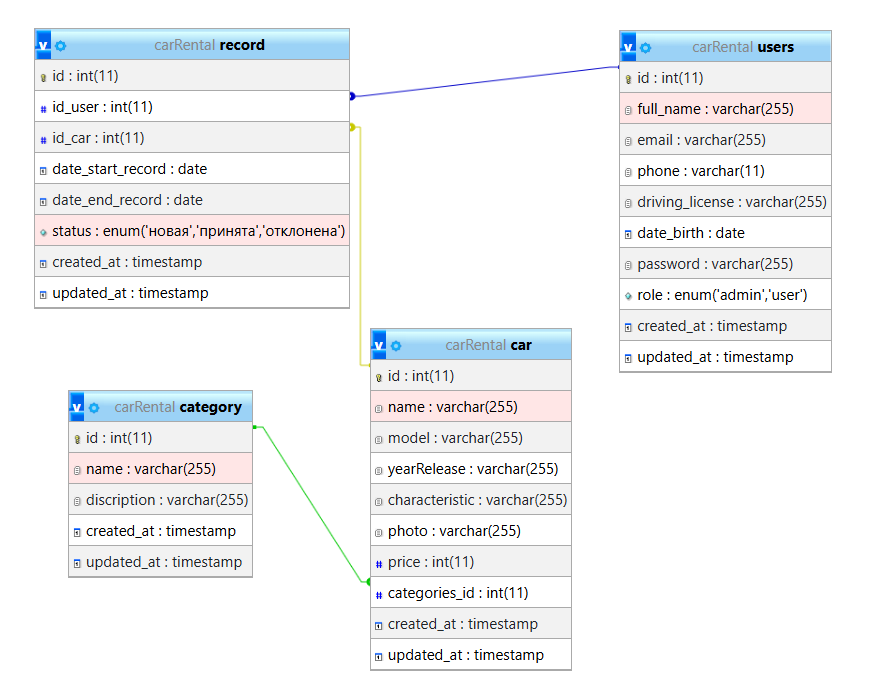 carRental record
id : int(11)
id_user : int(11)
id_car : int(11)
date_start_record : date
date_end_record : date
status : enum('новая','принята','отклонена')
created_at : timestamp
updated_at : timestamp
carRental users
id : int(11)
full_name : varchar(255)
email : varchar(255)
phone : varchar(11)
driving_license : varchar(255)
date_birth : date
password : varchar(255)
role : enum('admin','user')
created_at : timestamp
updated_at : timestamp
carRental category
id : int(11)
name : varchar(255)
discription : varchar(255)
created_at : timestamp
updated_at : timestamp
carRental car
id : int(11)
name : varchar(255)
model : varchar(255)
yearRelease : varchar(255)
characteristic : varchar(255)
photo : varchar(255)
price : int(11)
categories_id : int(11)
created_at : timestamp
updated_at : timestamp